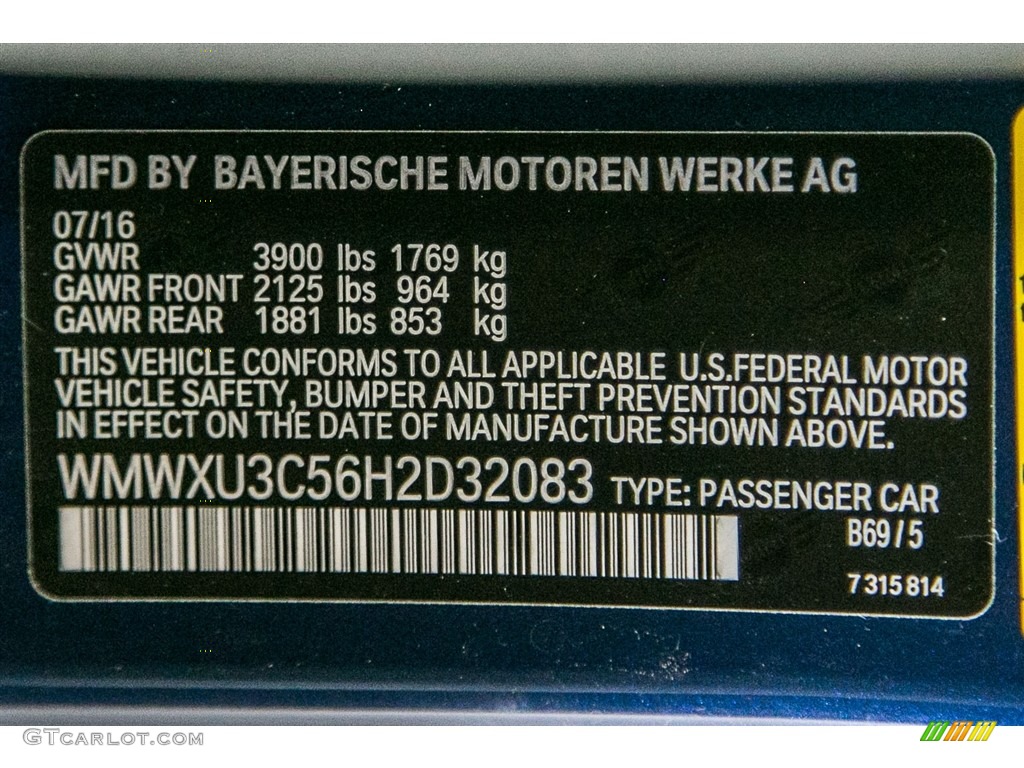 MFD BY BAYERISCHE MOTOREN WERKE AG
07/16
GVWR 3900 lbs 1769 kg
GAWR FRONT 2125 lbs 964 kg
GAWR REAR 1881 lbs 853 kg
THIS VEHICLE CONFORMS TO ALL APPLICABLE U.S.FEDERAL MOTOR
VEHICLE SAFETY, BUMPER AND THEFT PREVENTION STANDARDS
IN EFFECT ON THE DATE OF MANUFACTURE SHOWN ABOVE.
WMWXU3C56H2D32083 TYPE: PASSENGER CAR
B69/5
7315814
GTCARLOT.COM